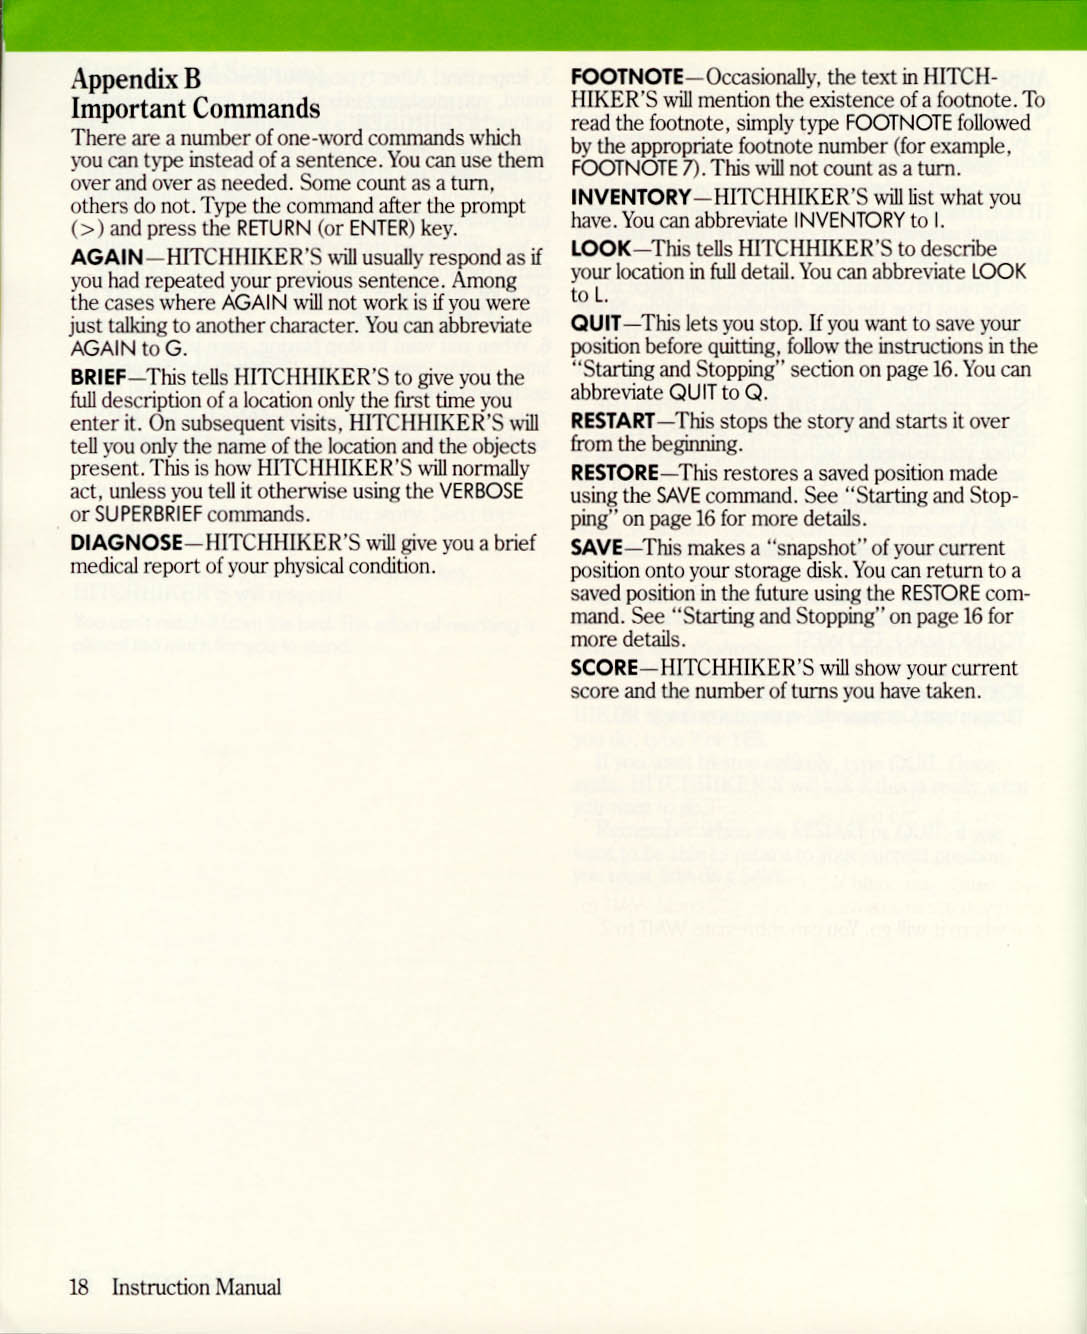 Appendix B
Important Commands
There are a number of one-word commands which
you can type instead of a sentence. You can use them
over and over as needed. Some count as a turn,
others do not. Type the command after the prompt
(>) and press the RETURN (or ENTER) key.
AGAIN—HITCHHIKER'S will usually respond as if
you had repeated your previous sentence. Among
the cases where AGAIN will not work is if you were
just talking to another character. You can abbreviate
AGAIN to G.
BRIEF—This tells HITCHHIKER'S to give you the
full description of a location only the first time you
enter it. On subsequent visits, HITCHHIKER'S will
tell you only the name of the location and the objects
present. This is how HITCHHIKER'S will normally
act, unless you tell it otherwise using the VERBOSE
or SUPERBRIEF commands.
DIAGNOSE—HITCHHIKER'S will give you a brief
medical report of your physical condition.
FOOTNOTE—Occasionally, the text in HITCH-
HIKER'S will mention the existence of a footnote. To
read the footnote, simply type FOOTNOTE followed
by the appropriate footnote number (for example,
FOOTNOTE 7). This will not count as a turn.
INVENTORY—HITCHHIKER'S will list what you
have. You can abbreviate INVENTORY to I.
LOOK—This tells HITCHHIKER'S to describe
your location in full detail. You can abbreviate LOOK
to L.
QUIT—This lets you stop. If you want to save your
position before quitting, follow the instructions in the
"Starting and Stopping" section on page 16. You can
abbreviate QUIT to Q.
RESTART—This stops the story and starts it over
from the beginning.
RESTORE—This restores a saved position made
using the SAVE command. See "Starting and Stop-
ping" on page 16 for more details.
SAVE—This makes a "snapshot" of your current
position onto your storage disk. You can return to a
saved position in the future using the RESTORE com-
mand. See "Starting and Stopping" on page 16 for
more details.
SCORE—HITCHHIKER'S will show your current
score and the number of turns you have taken.
18 Instruction Manual